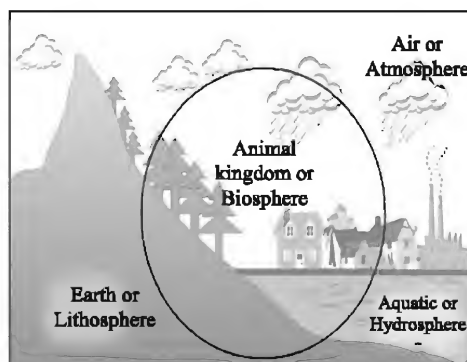 Air or
Atmosphere
Animal
kingdom or
Biosphere
Earth or
Lithosphere
Aquatic or
Hydrosphere